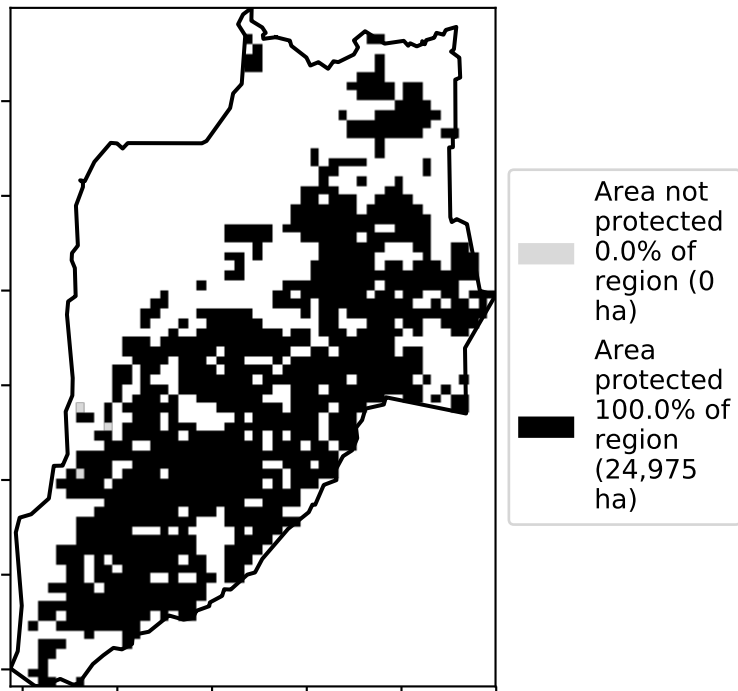 Area not
protected
0.0% of
region (0
ha)
Area
protected
100.0% of
region
(24,975
ha)